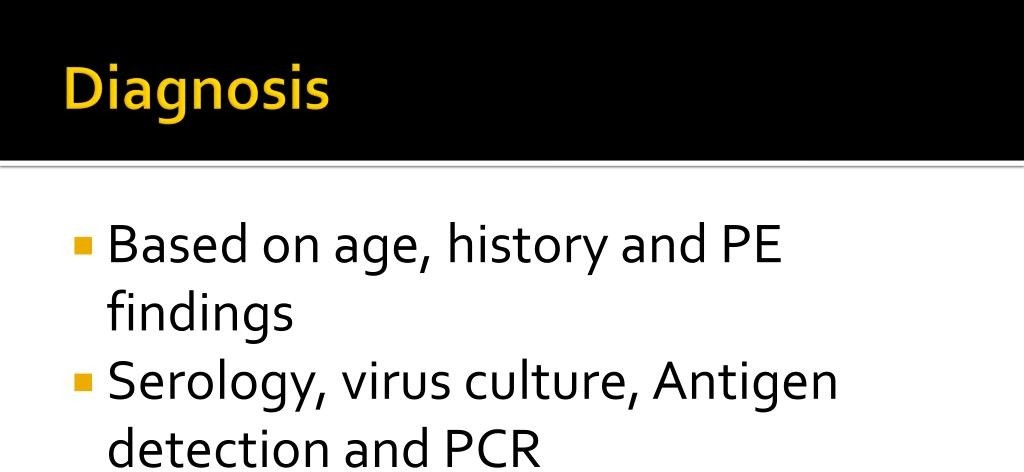 Diagnosis
Based on age, history and PE
findings
Serology, virus culture, Antigen
detection and PCR